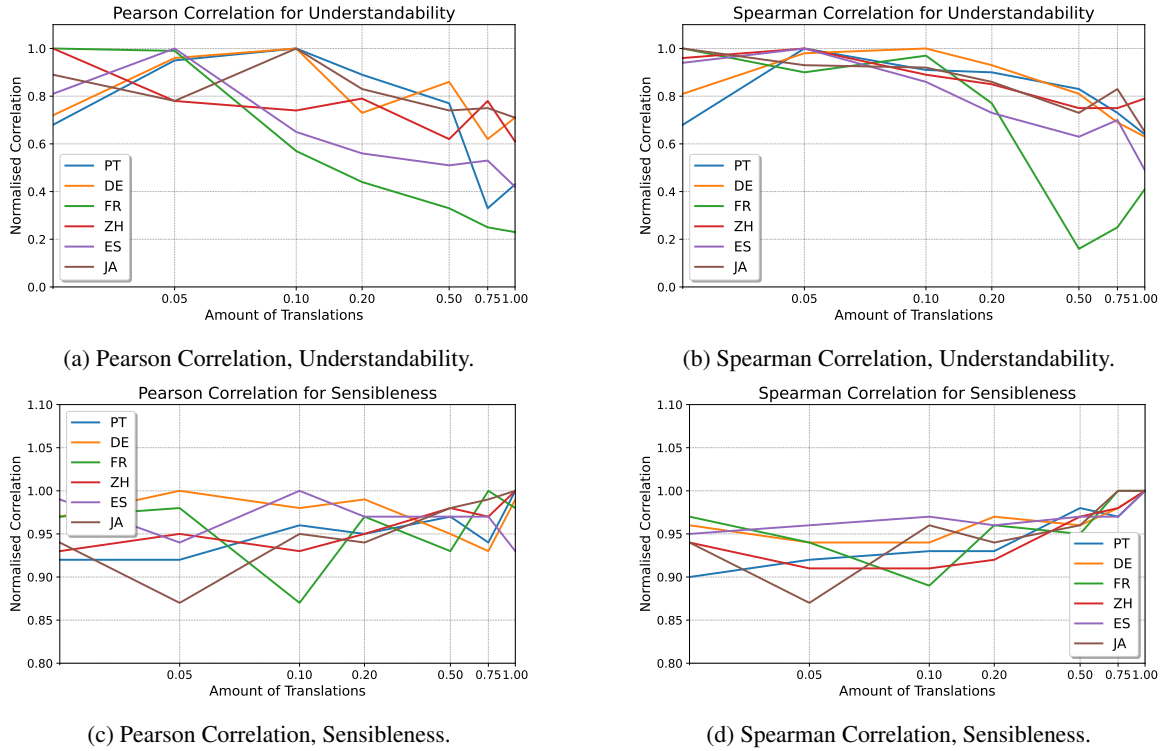 Pearson Correlation for Understandability
Normalised Correlation
1.0
0.8
0.6
0.4
0.2
0.0
PT
DE
FR
ZH
ES
JA
0.05 0.10 0.20 0.50 0.75 1.00
Amount of Translations
(a) Pearson Correlation, Understandability.
Spearman Correlation for Understandability
Normalised Correlation
1.0
0.8
0.6
0.4
0.2
0.0
PT
DE
FR
ZH
ES
JA
0.05 0.10 0.20 0.50 0.75 1.00
Amount of Translations
(b) Spearman Correlation, Understandability.
Pearson Correlation for Sensibleness
Normalised Correlation
1.10
1.05
1.00
0.95
0.90
0.85
0.80
PT
DE
FR
ZH
ES
JA
0.05 0.10 0.20 0.50 0.75 1.00
Amount of Translations
(c) Pearson Correlation, Sensibleness.
Spearman Correlation for Sensibleness
Normalised Correlation
1.10
1.05
1.00
0.95
0.90
0.85
0.80
PT
DE
FR
ZH
ES
JA
0.05 0.10 0.20 0.50 0.75 1.00
Amount of Translations
(d) Spearman Correlation, Sensibleness.